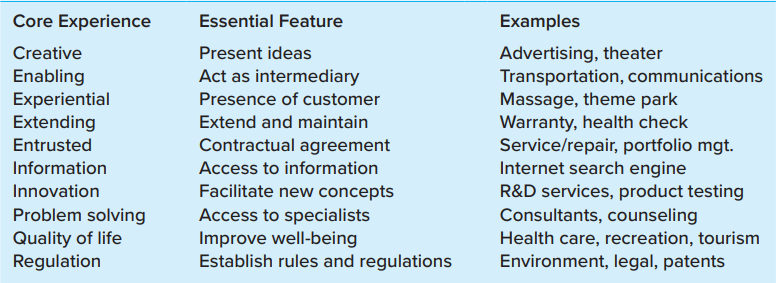 Core Experience Essential Feature Examples
Creative Present ideas Advertising, theater
Enabling Act as intermediary Transportation, communications
Experiential Presence of customer Massage, theme park
Extending Extend and maintain Warranty, health check
Entrusted Contractual agreement Service/repair, portfolio mgt.
Information Access to information Internet search engine
Innovation Facilitate new concepts R&D services, product testing
Problem solving Access to specialists Consultants, counseling
Quality of life Improve well-being Health care, recreation, tourism
Regulation Establish rules and regulations Environment, legal, patents